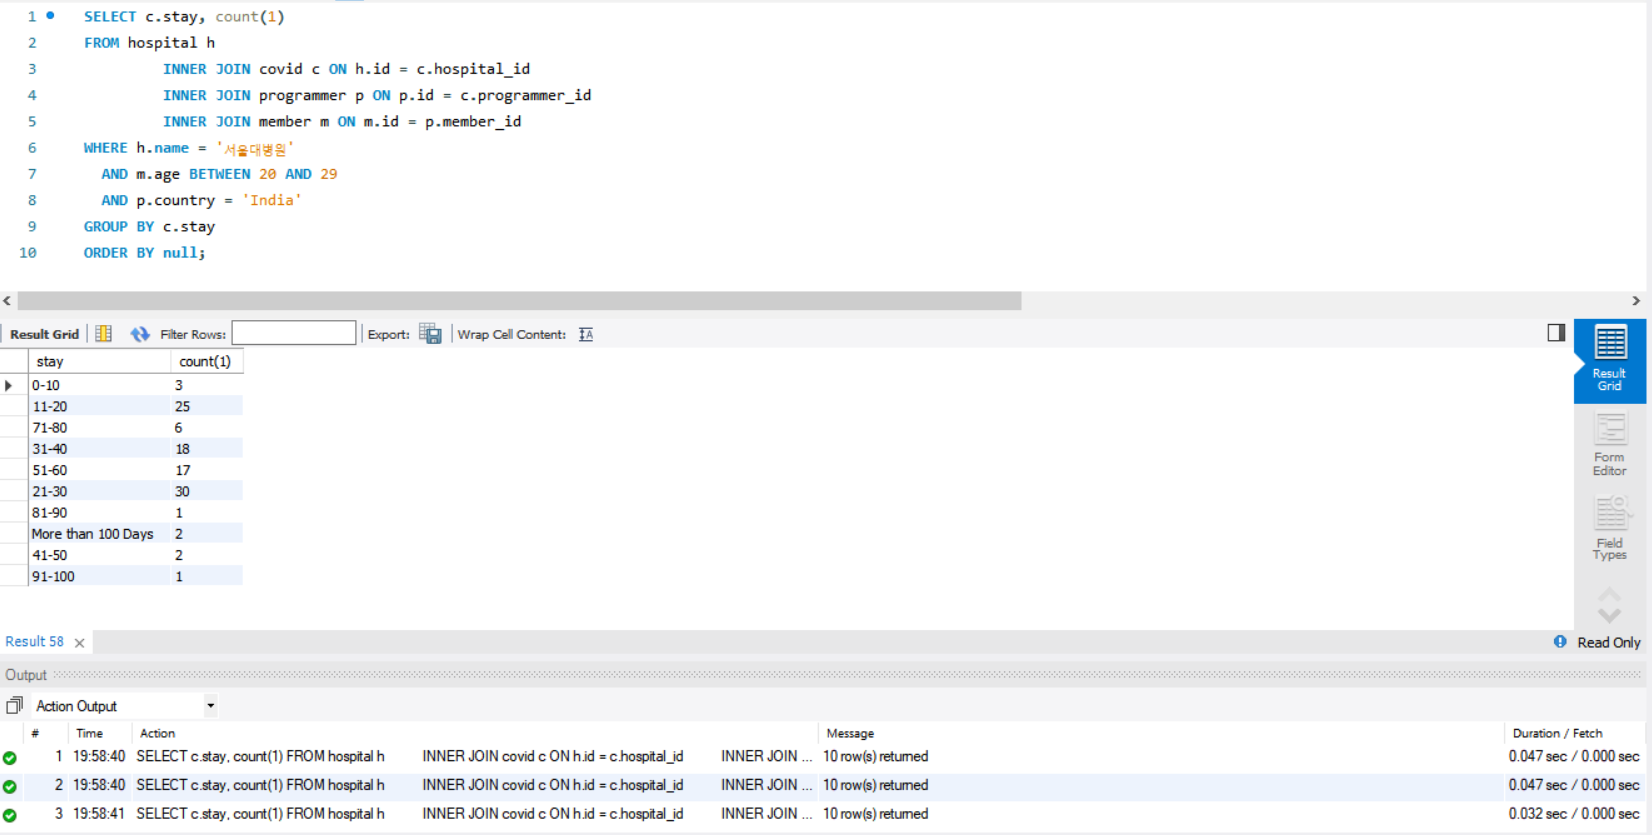 1 SELECT c.stay, count(1)
2 FROM hospital h
3 INNER JOIN covid c ON h.id = c.hospital_id
4 INNER JOIN programmer p ON p.id = c.programmer_id
5 INNER JOIN member m ON m.id = p.member_id
6 WHERE h.name = '서울대병원'
7 AND m.age BETWEEN 20 AND 29
8 AND p.country = 'India'
9 GROUP BY c.stay
10 ORDER BY null;
Result Grid Filter Rows: Export: Wrap Cell Content:
stay count(1)
0-10 3
11-20 25
71-80 6
31-40 18
51-60 17
21-30 30
81-90 1
More than 100 Days 2
41-50 2
91-100 1
Result
Grid
Form
Editor
Field
Types
Result 58 Read Only
Output
Action Output
# Time Action Message Duration / Fetch
1 19:58:40 SELECT c.stay, count(1) FROM hospital h INNER JOIN covid c ON h.id = c.hospital_id INNER JOIN ... 10 row(s) returned 0.047 sec / 0.000 sec
2 19:58:40 SELECT c.stay, count(1) FROM hospital h INNER JOIN covid c ON h.id = c.hospital_id INNER JOIN ... 10 row(s) returned 0.047 sec / 0.000 sec
3 19:58:41 SELECT c.stay, count(1) FROM hospital h INNER JOIN covid c ON h.id = c.hospital_id INNER JOIN ... 10 row(s) returned 0.032 sec / 0.000 sec